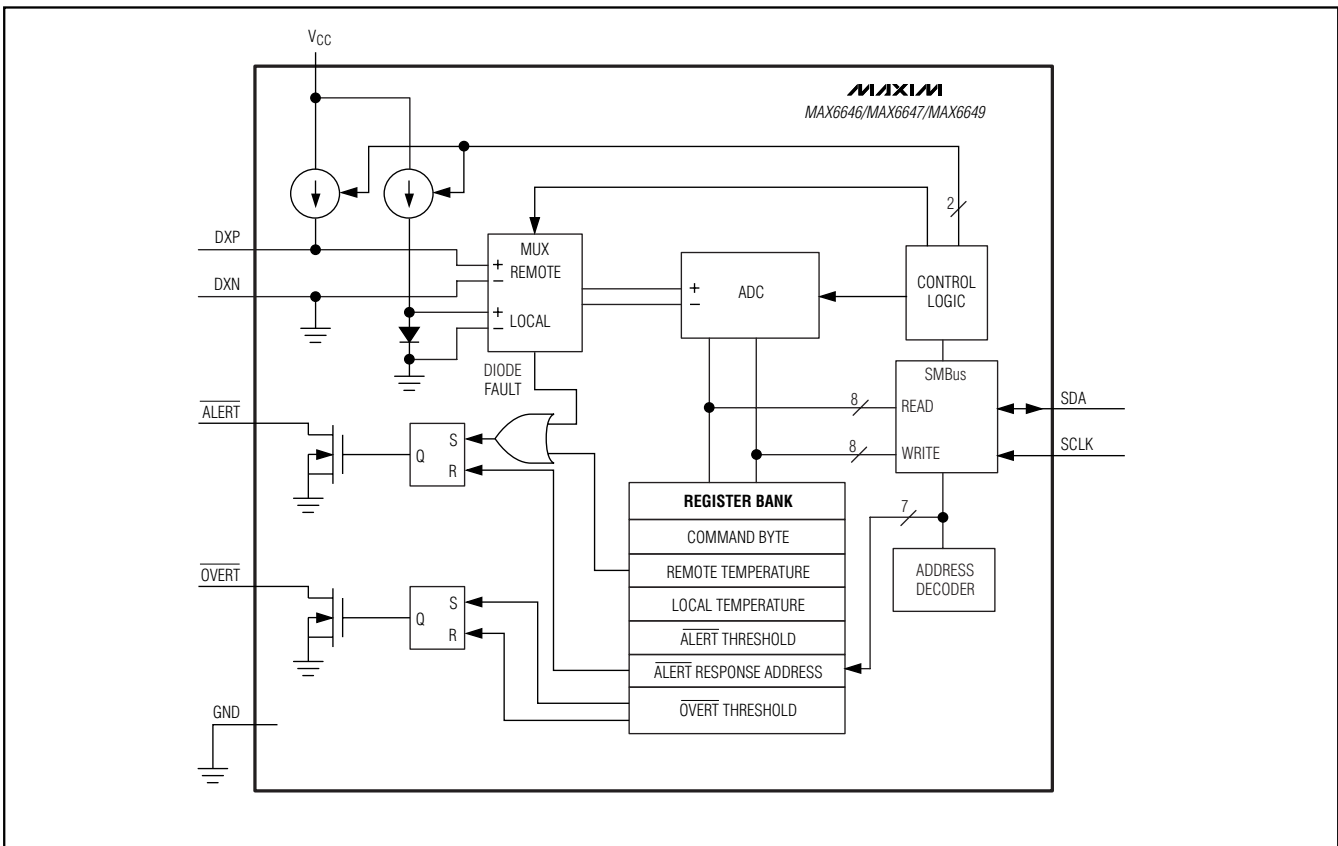 VCC
MAXIM
MAX6646/MAX6647/MAX6649
2
DXP
DXN
MUX
+
REMOTE
−
+
LOCAL
−
+
−
ADC
CONTROL
LOGIC
DIODE
FAULT
SMBus
8
READ
SDA
8
WRITE
SCLK
ALERT
S
Q
R
REGISTER BANK
COMMAND BYTE
REMOTE TEMPERATURE
LOCAL TEMPERATURE
ALERT THRESHOLD
ALERT RESPONSE ADDRESS
OVERT THRESHOLD
7
ADDRESS
DECODER
OVERT
S
Q
R
GND